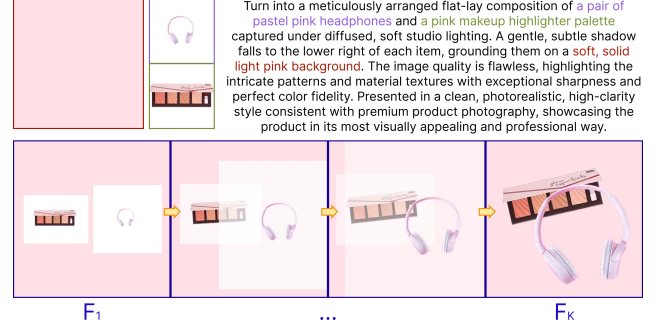 Turn into a meticulously arranged flat-lay composition of a pair of
pastel pink headphones and a pink makeup highlighter palette
captured under diffused, soft studio lighting. A gentle, subtle shadow
falls to the lower right of each item, grounding them on a soft, solid
light pink background. The image quality is flawless, highlighting the
intricate patterns and material textures with exceptional sharpness and
perfect color fidelity. Presented in a clean, photorealistic, high-clarity
style consistent with premium product photography, showcasing the
product in its most visually appealing and professional way.
F1
...
FK